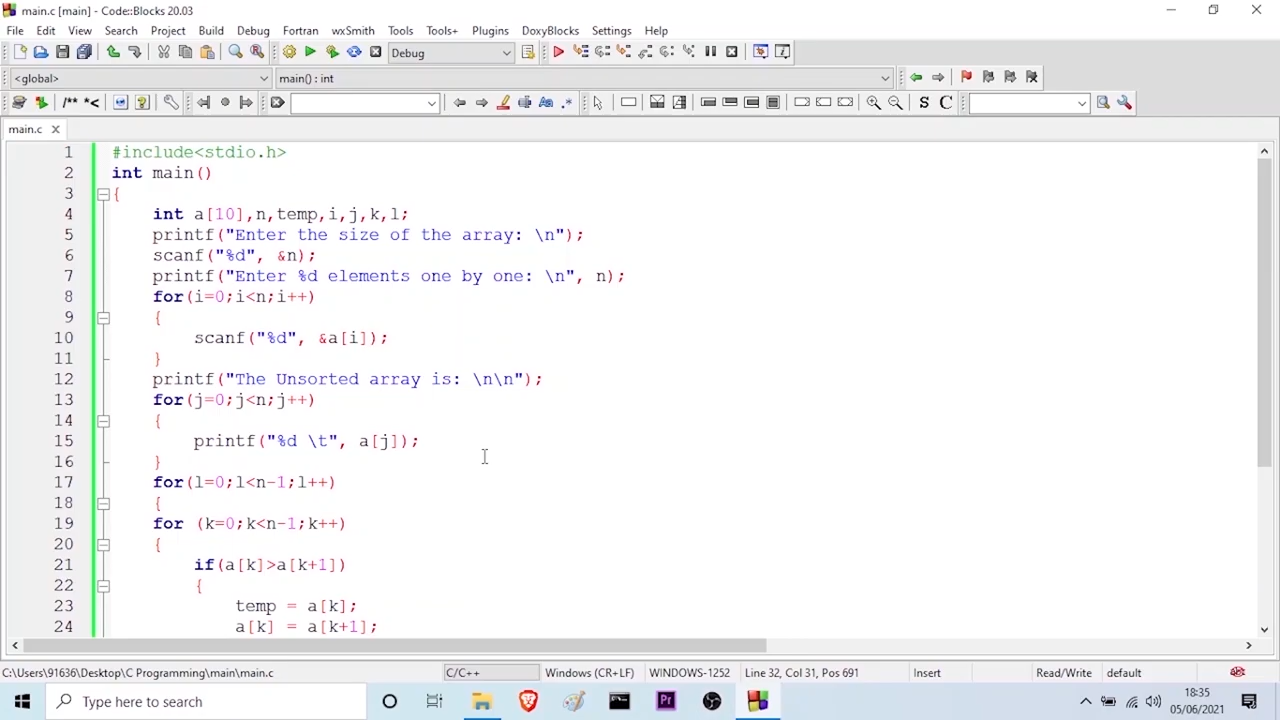 main.c [main] - Code::Blocks 20.03
File Edit View Search Project Build Debug Fortran wxSmith Tools Tools+ Plugins DoxyBlocks Settings Help
Debug
<global> main() : int
/** *< S C
main.c
1 #include<stdio.h>
2 int main()
3 {
4 int a[10],n,temp,i,j,k,l;
5 printf("Enter the size of the array: \n");
6 scanf("%d", &n);
7 printf("Enter %d elements one by one: \n", n);
8 for(i=0;i<n;i++)
9 {
10 scanf("%d", &a[i]);
11 }
12 printf("The Unsorted array is: \n\n");
13 for(j=0;j<n;j++)
14 {
15 printf("%d \t", a[j]);
16 }
17 for(l=0;l<n-1;l++)
18 {
19 for (k=0;k<n-1;k++)
20 {
21 if(a[k]>a[k+1])
22 {
23 temp = a[k];
24 a[k] = a[k+1];
C:\Users\91636\Desktop\C Programming\main\main.c C/C++ Windows (CR+LF) WINDOWS-1252 Line 32, Col 31, Pos 691 Insert Read/Write default
Type here to search Pr 18:35
05/06/2021